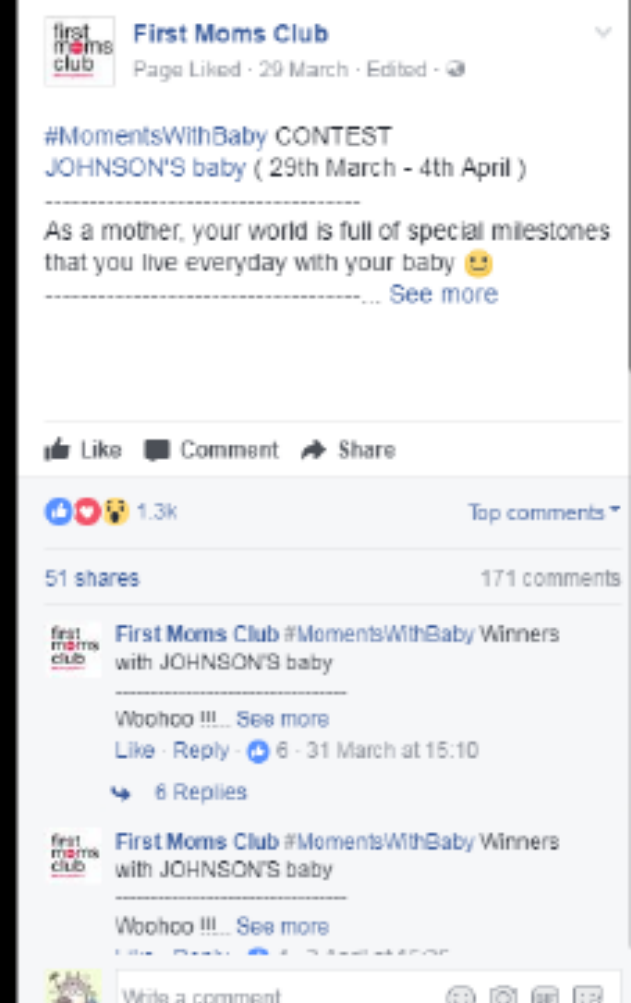 first
moms
club
First Moms Club
Page Liked · 29 March · Edited ·
#MomentsWithBaby CONTEST
JOHNSON'S baby ( 29th March - 4th April )
------------------------------------
As a mother, your world is full of special milestones
that you live everyday with your baby
------------------------------------... See more
Like Comment Share
1.3k Top comments
51 shares 171 comments
first
moms
club
First Moms Club #MomentsWithBaby Winners
with JOHNSON'S baby
------------------------------------
Woohoo !!!... See more
Like · Reply · 6 · 31 March at 15:10
6 Replies
first
moms
club
First Moms Club #MomentsWithBaby Winners
with JOHNSON'S baby
------------------------------------
Woohoo !!!... See more
Write a comment